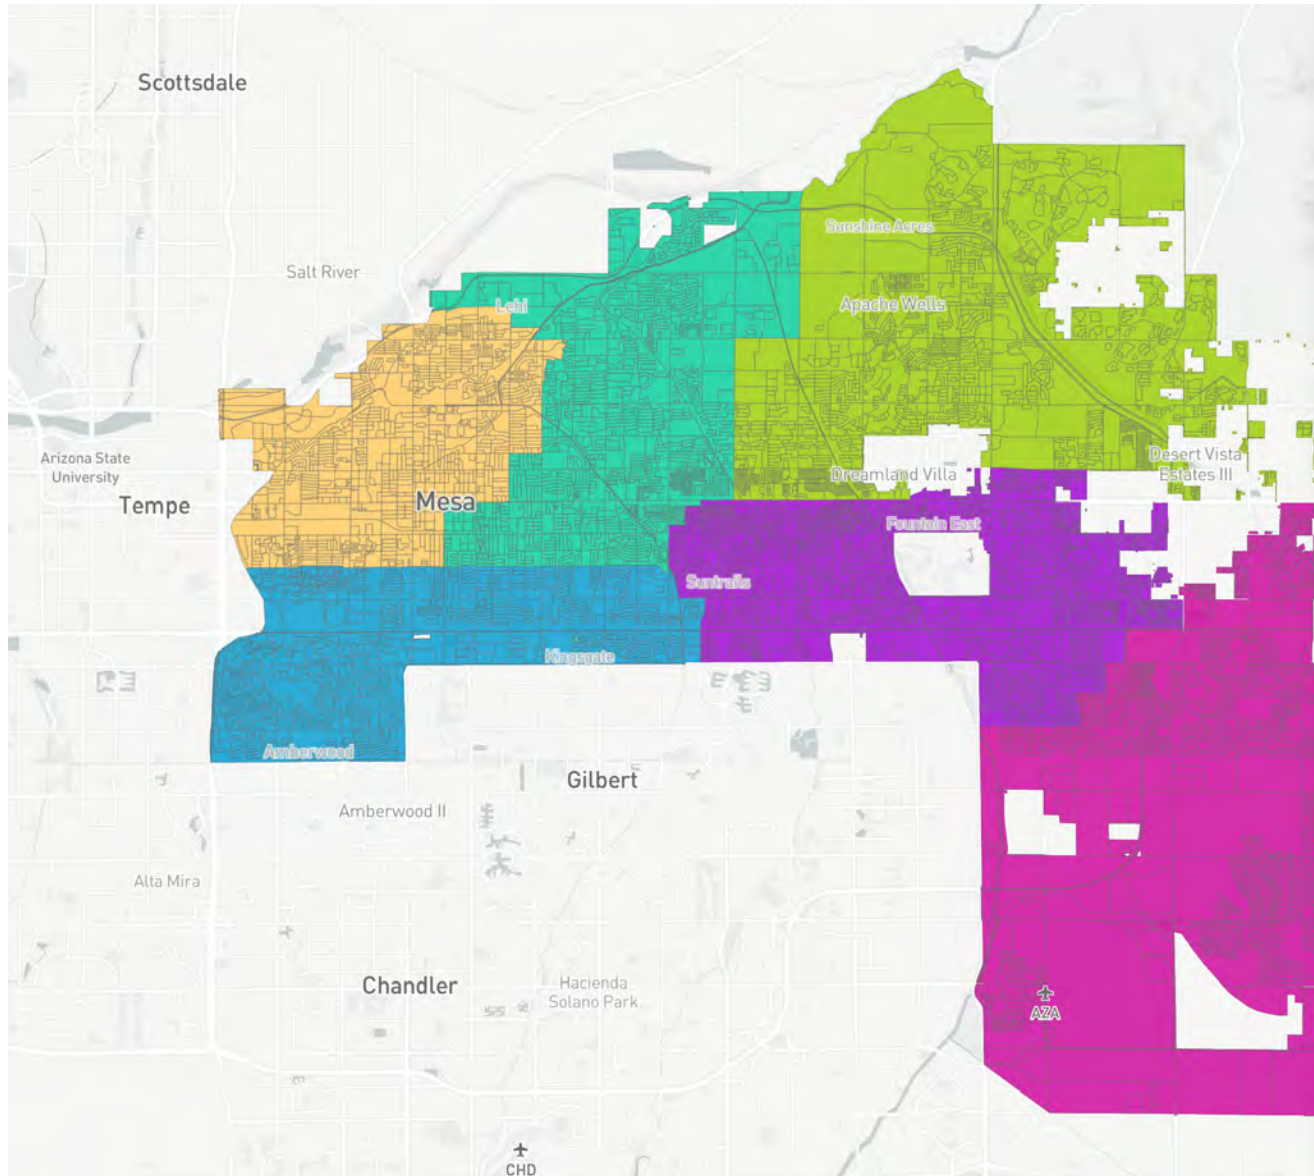 Scottsdale
Sunshine Acres
Salt River
Lehi
Apache Wells
Arizona State
University
Desert Vista
Estates III
Dreamland Villa
Tempe
Mesa
Fountain East
Suntrails
Kingsgate
Amberwood
Gilbert
Amberwood II
Alta Mira
Chandler
Hacienda
Solano Park
AZA
CHD